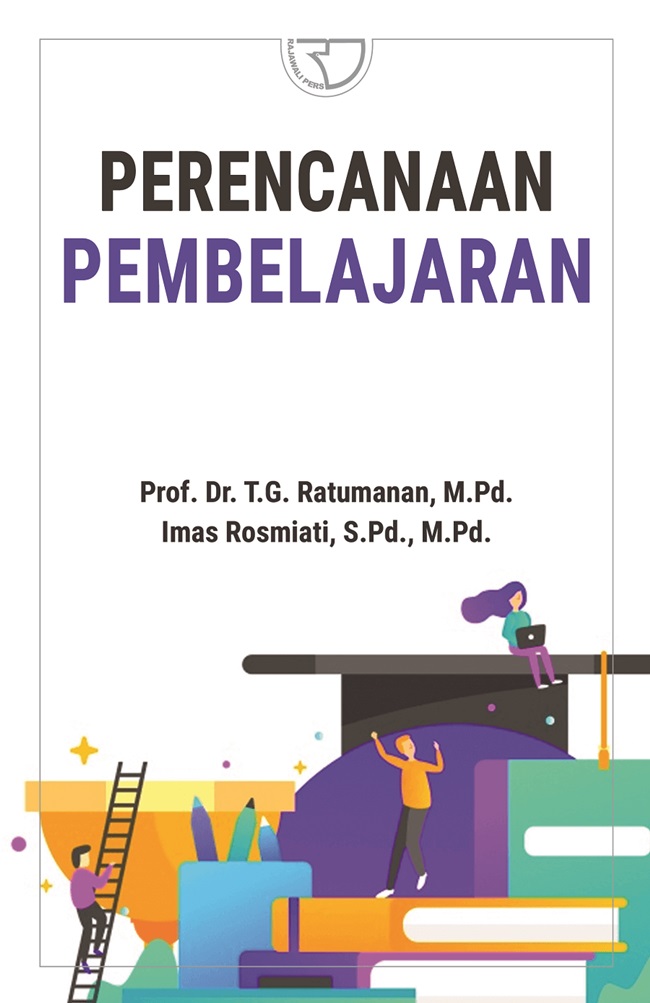 RAJAWALI PERS
PERENCANAAN
PEMBELAJARAN
Prof. Dr. T.G. Ratumanan, M.Pd.
Imas Rosmiati, S.Pd., M.Pd.